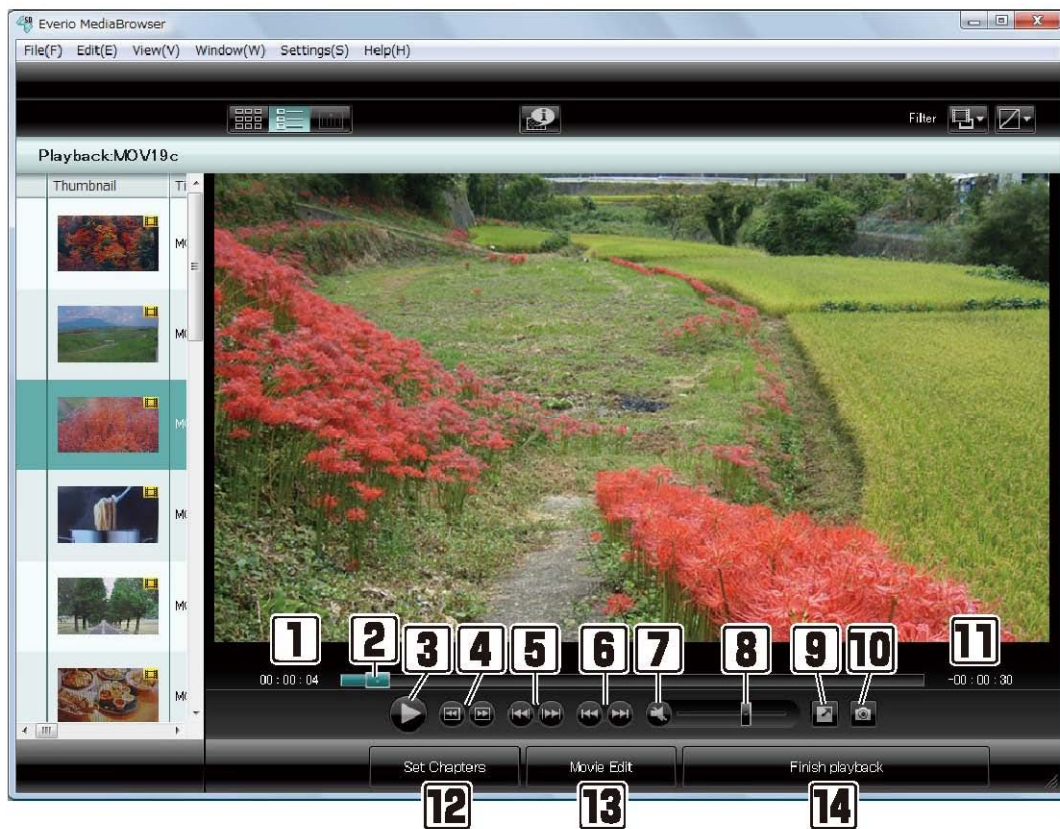 Everio MediaBrowser
File(F) Edit(E) View(V) Window(W) Settings(S) Help(H)
Filter
Playback:MOV19c
Thumbnail Ti
M
M
M
M
M
M
1 2 3 4 5 6 7 8 9 10 11
00 : 00 : 04 -00 : 00 : 30
Set Chapters Movie Edit Finish playback
12 13 14